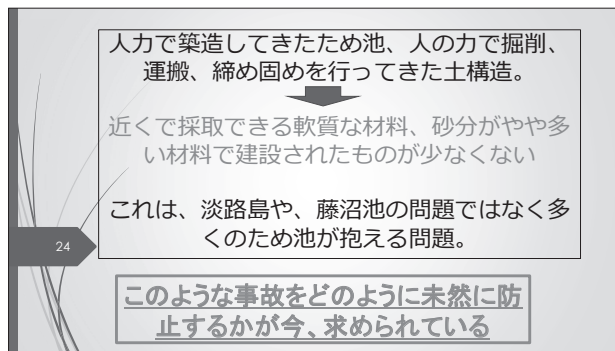 人力で築造してきたため池、人の力で掘削、
運搬、締め固めを行ってきた土構造。
近くで採取できる軟質な材料、砂分がやや多
い材料で建設されたものが少なくない
これは、淡路島や、藤沼池の問題ではなく多
くのため池が抱える問題。
24
このような事故をどのように未然に防
止するかが今、求められている